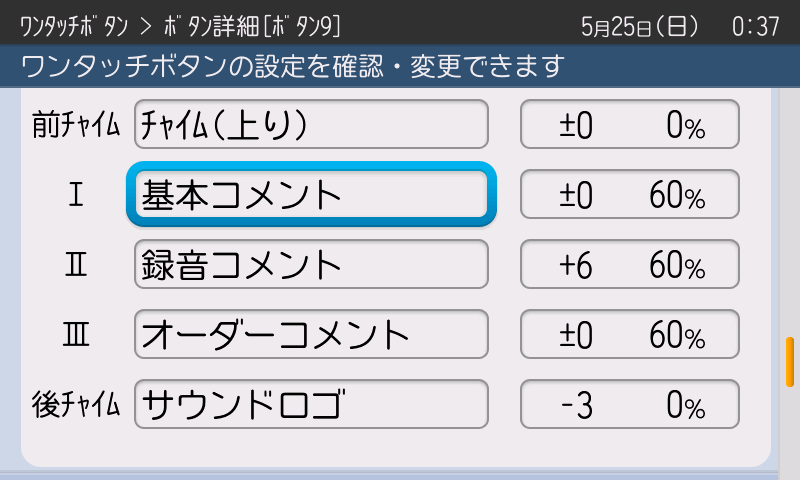 ﾜﾝﾀｯﾁﾎﾞﾀﾝ > ﾎﾞﾀﾝ詳細[ﾎﾞﾀﾝ9] 5月25日(日) 0:37
ワンタッチボタンの設定を確認・変更できます
前ﾁｬｲﾑ ﾁｬｲﾑ(上り) ±0 0%
Ⅰ 基本コメント ±0 60%
Ⅱ 録音コメント +6 60%
Ⅲ オーダーコメント ±0 60%
後ﾁｬｲﾑ サウンドロゴ -3 0%